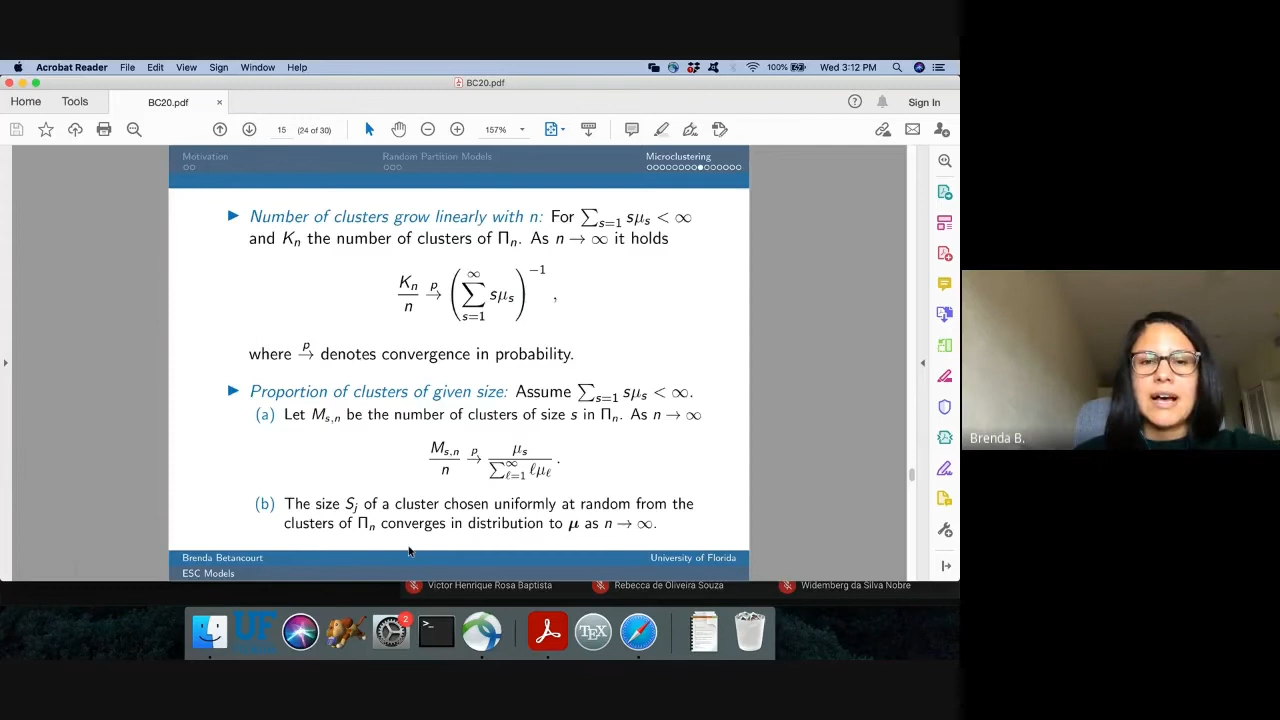 Acrobat Reader File Edit View Sign Window Help 100% Wed 3:12 PM
BC20.pdf
Home Tools BC20.pdf × Sign In
15 (24 of 30) 157%
Motivation Random Partition Models Microclustering
▶ Number of clusters grow linearly with n: For ∑_{s=1} sμ_s < ∞
and K_n the number of clusters of Π_n. As n → ∞ it holds
K_n/n →^p (∑_{s=1}^{∞} sμ_s)^{−1} ,
where →^p denotes convergence in probability.
▶ Proportion of clusters of given size: Assume ∑_{s=1} sμ_s < ∞.
(a) Let M_{s,n} be the number of clusters of size s in Π_n. As n → ∞
M_{s,n}/n →^p μ_s/∑_{ℓ=1}^{∞} ℓμ_ℓ .
(b) The size S_j of a cluster chosen uniformly at random from the
clusters of Π_n converges in distribution to μ as n → ∞.
Brenda Betancourt University of Florida
ESC Models
Victor Henrique Rosa Baptista Rebecca de Oliveira Souza Widemberg da Silva Nobre
Brenda B.
UF
2
TEX